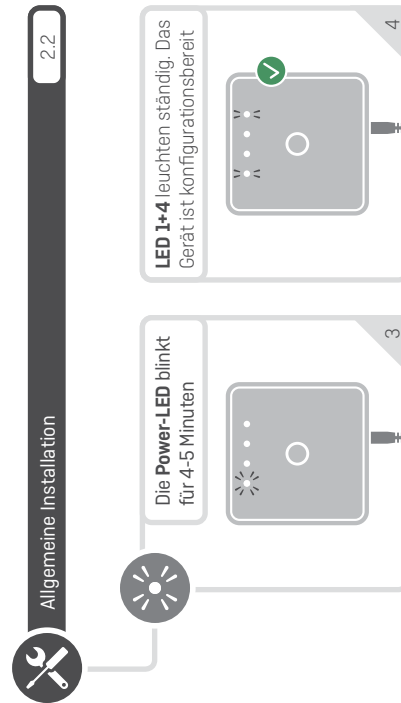 Allgemeine Installation
2.2
Die Power-LED blinkt
für 4-5 Minuten
3
LED 1+4 leuchten ständig. Das
Gerät ist konfigurationsbereit
4